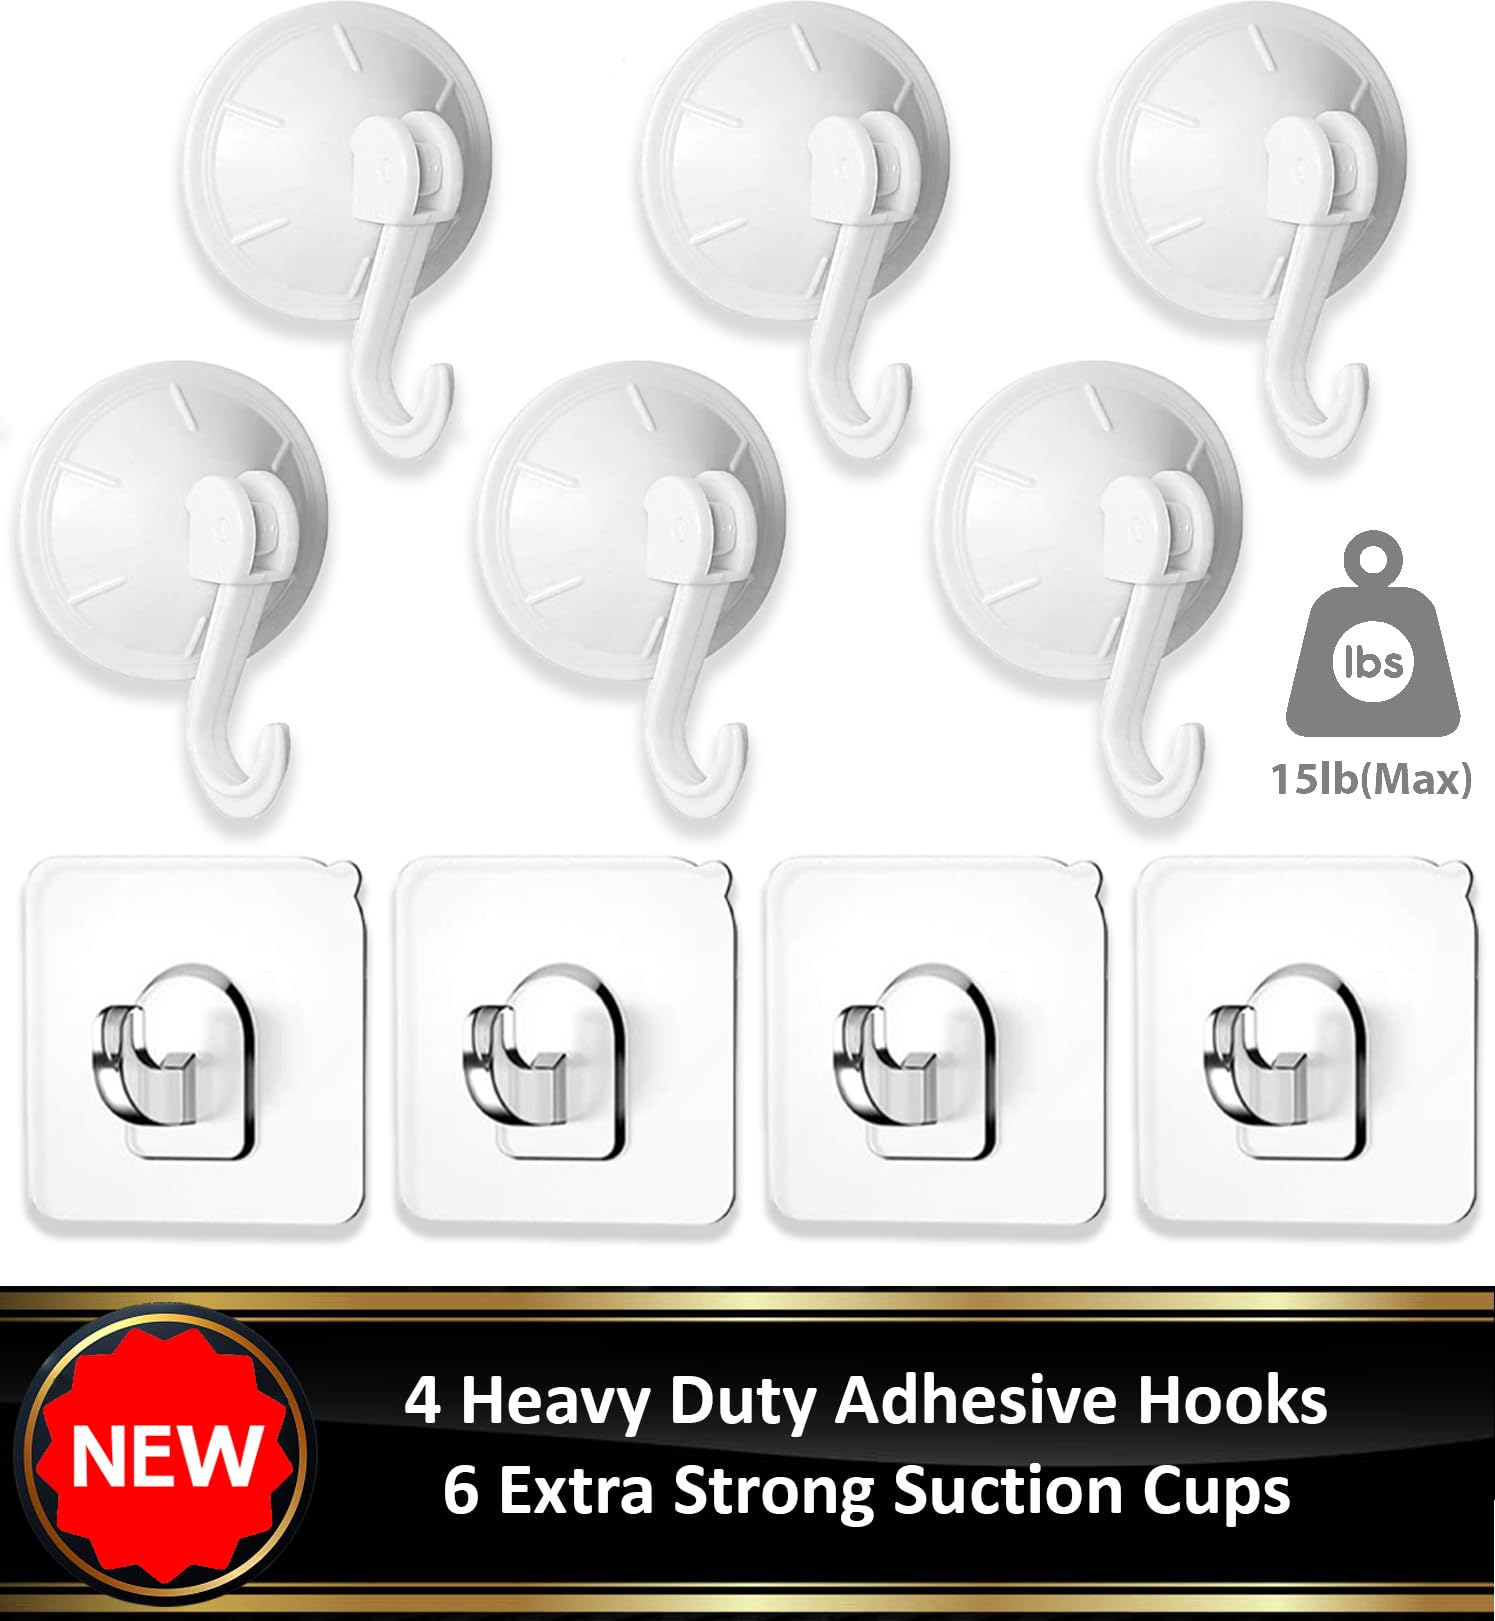 lbs
15lb(Max)
NEW
4 Heavy Duty Adhesive Hooks
6 Extra Strong Suction Cups